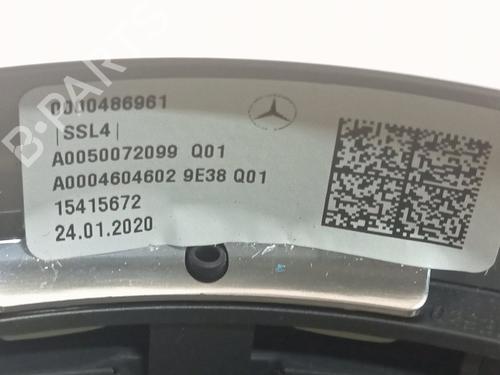 0000486961
|SSL4|
A0050072099 Q01
A0004604602 9E38 Q01
15415672
24.01.2020
B-PARTS